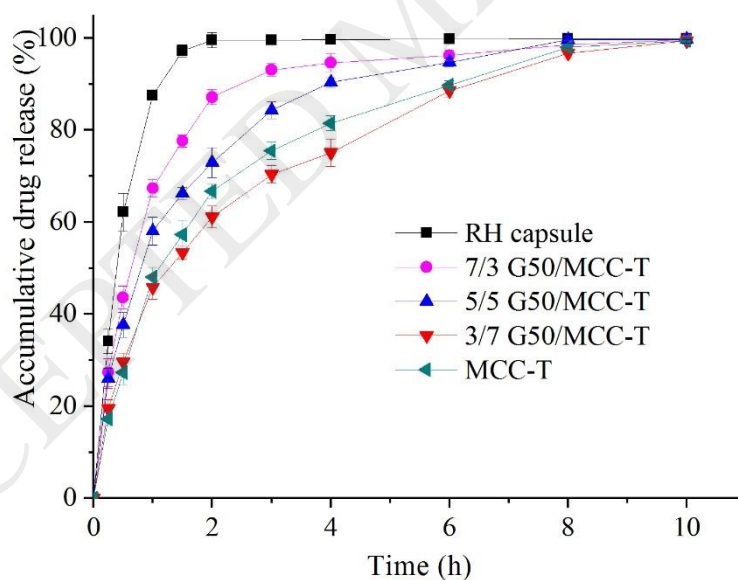 Accumulative drug release (%)
100
80
60
40
20
0
RH capsule
7/3 G50/MCC-T
5/5 G50/MCC-T
3/7 G50/MCC-T
MCC-T
0 2 4 6 8 10
Time (h)